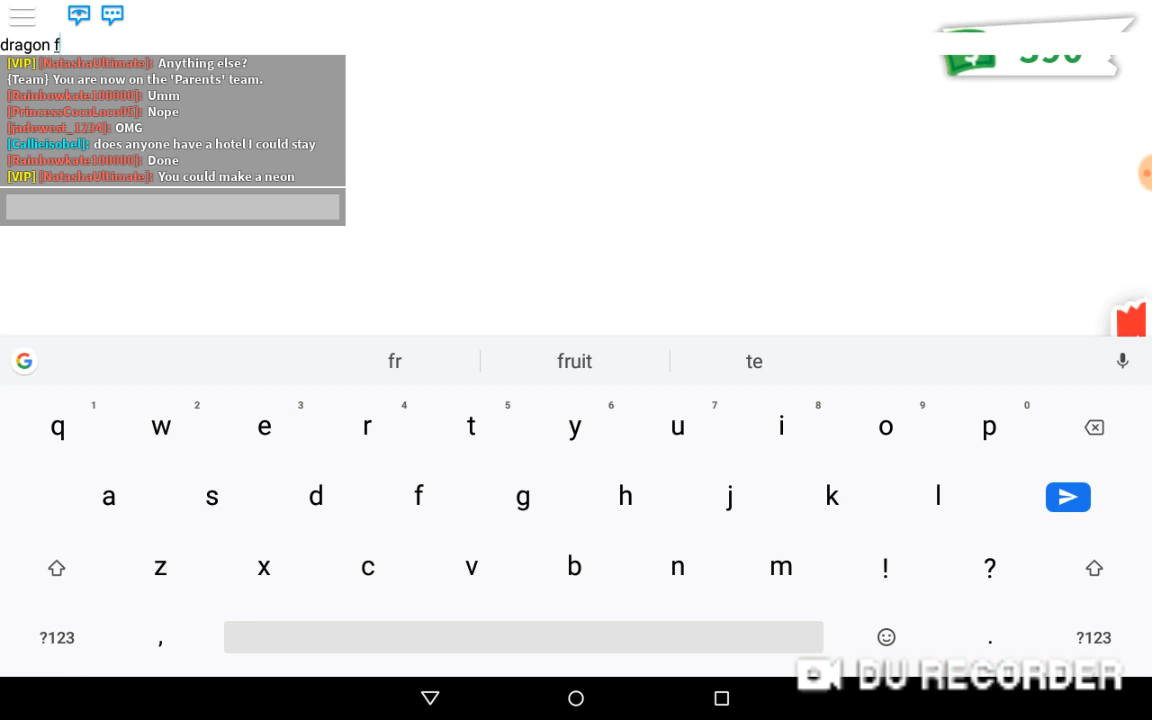 dragon f
[VIP] [NatashaUltimate]: Anything else?
{Team} You are now on the 'Parents' team.
[Rainbowkate100000]: Umm
[PrincessCocoLoco05]: Nope
[jadewest_1234]: OMG
[Callieisobel]: does anyone have a hotel I could stay
[Rainbowkate100000]: Done
[VIP] [NatashaUltimate]: You could make a neon
fr fruit te
1 2 3 4 5 6 7 8 9 0
q w e r t y u i o p
a s d f g h j k l
z x c v b n m ! ?
?123 , . ?123
DU RECORDER